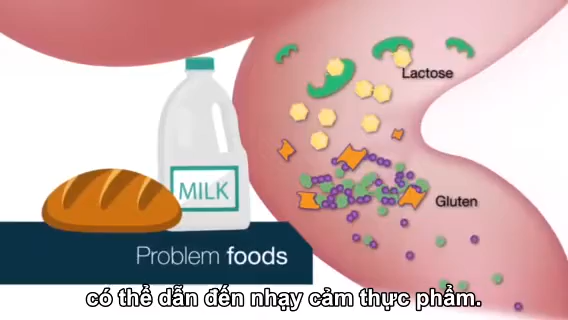 Lactose
MILK
Gluten
Problem foods
có thể dẫn đến nhạy cảm thực phẩm.